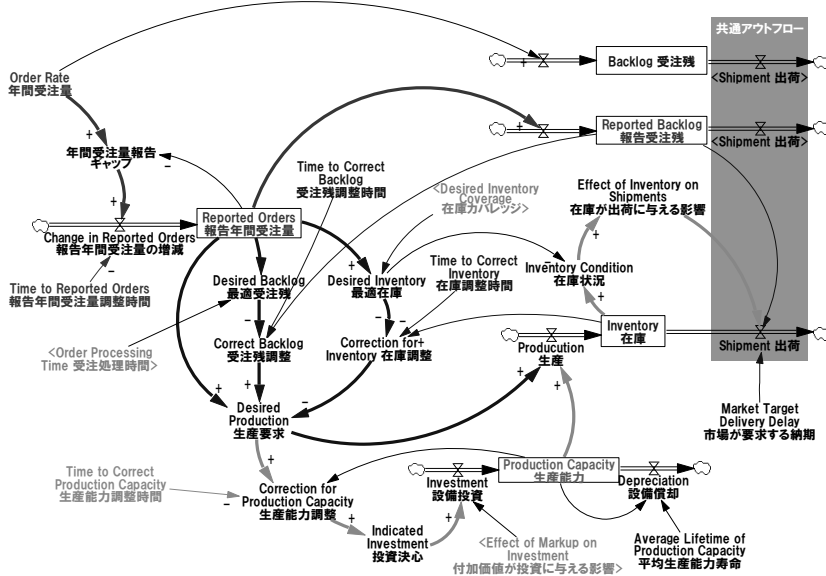 共通アウトフロー
Backlog 受注残
<Shipment 出荷>
Order Rate
年間受注量
Reported Backlog
報告受注残
<Shipment 出荷>
年間受注量報告
キャップ
Time to Correct
Backlog
受注残調整時間
<Desired Inventory
Coverage
在庫カバレッジ>
Effect of Inventory on
Shipments
在庫が出荷に与える影響
Reported Orders
報告年間受注量
Change in Reported Orders
報告年間受注量の増減
Time to Reported Orders
報告年間受注量調整時間
Desired Backlog
最適受注残
Desired Inventory
最適在庫
Time to Correct
Inventory
在庫調整時間
Inventory Condition
在庫状況
<Order Processing
Time 受注処理時間>
Correct Backlog
受注残調整
Correction for
Inventory 在庫調整
Producution
生産
Inventory
在庫
Shipment 出荷
Desired
Production
生産要求
Market Target
Delivery Delay
市場が要求する納期
Time to Correct
Production Capacity
生産能力調整時間
Correction for
Production Capacity
生産能力調整
Production Capacity
生産能力
Investment
設備投資
Depreciation
設備償却
Indicated
Investment
投資決心
<Effect of Markup on
Investment
付加価値が投資に与える影響>
Average Lifetime of
Production Capacity
平均生産能力寿命